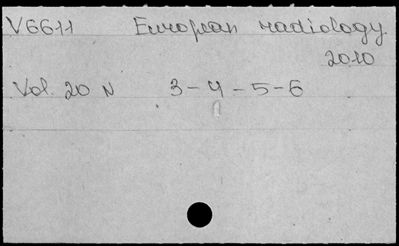 V6611 European radiology
2010
Vol. 20 N 3-4-5-6